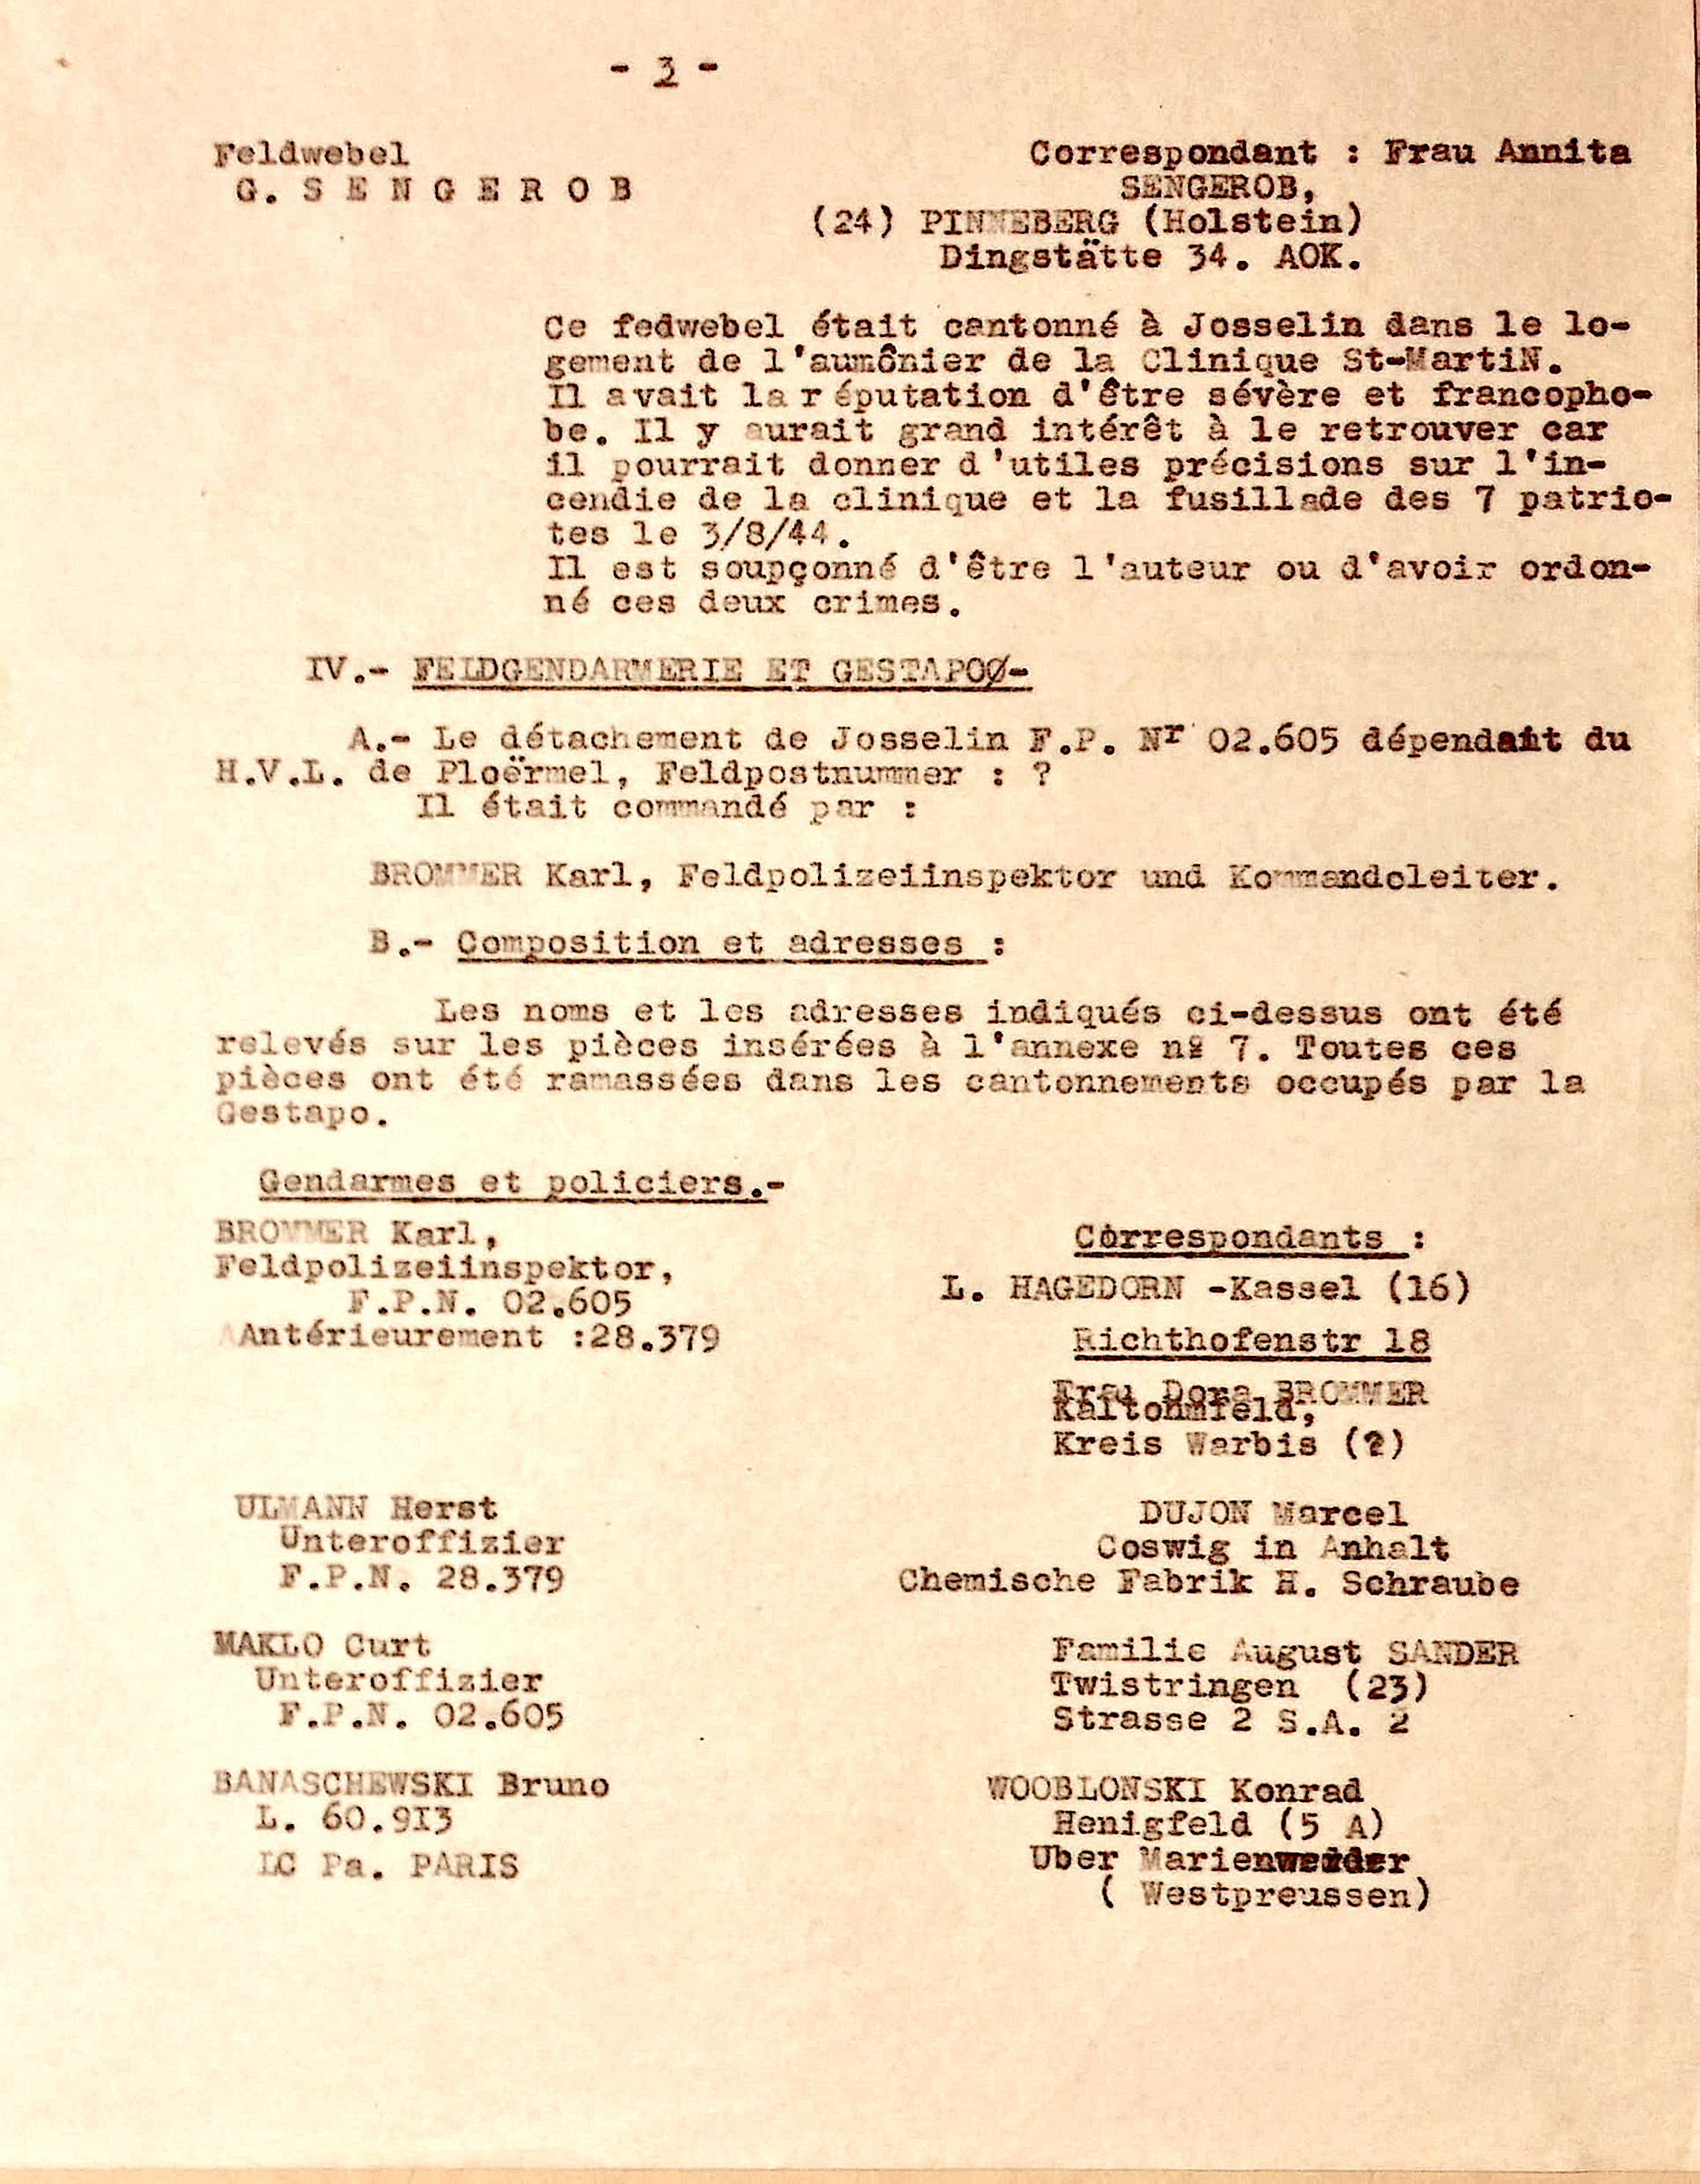 - 3 -
Feldwebel
G. S E N G E R O B
Correspondant : Frau Annita
SENGEROB,
(24) PINNEBERG (Holstein)
Dingstätte 34. AOK.
Ce fedwebel était cantonné à Josselin dans le lo-
gement de l'aumônier de la Clinique St-MartiN.
Il avait la réputation d'être sévère et francopho-
be. Il y aurait grand intérêt à le retrouver car
il pourrait donner d'utiles précisions sur l'in-
cendie de la clinique et la fusillade des 7 patrio-
tes le 3/8/44.
Il est soupçonné d'être l'auteur ou d'avoir ordon-
né ces deux crimes.
IV.- FELDGENDARMERIE ET GESTAPOØ-
A.- Le détachement de Josselin F.P. Nr 02.605 dépendait du
H.V.L. de Ploërmel, Feldpostnummer : ?
Il était commandé par :
BROMMER Karl, Feldpolizeiinspektor und Kommandoleiter.
B.- Composition et adresses :
Les noms et les adresses indiqués ci-dessus ont été
relevés sur les pièces insérées à l'annexe nº 7. Toutes ces
pièces ont été ramassées dans les cantonnements occupés par la
Gestapo.
Gendarmes et policiers.-
BROMMER Karl,
Feldpolizeiinspektor,
F.P.N. 02.605
Antérieurement :28.379
Correspondants :
L. HAGEDORN -Kassel (16)
Richthofenstr 18
Frau Dora BROMMER
Kaltohmfeld,
Kreis Warbis (?)
ULMANN Herst
Unteroffizier
F.P.N. 28.379
DUJON Marcel
Coswig in Anhalt
Chemische Fabrik H. Schraube
MAKLO Curt
Unteroffizier
F.P.N. 02.605
Familie August SANDER
Twistringen (23)
Strasse 2 S.A. 2
BANASCHEWSKI Bruno
L. 60.9I3
LC Pa. PARIS
WOOBLONSKI Konrad
Henigfeld (5 A)
Uber Marienweider
( Westpreussen)